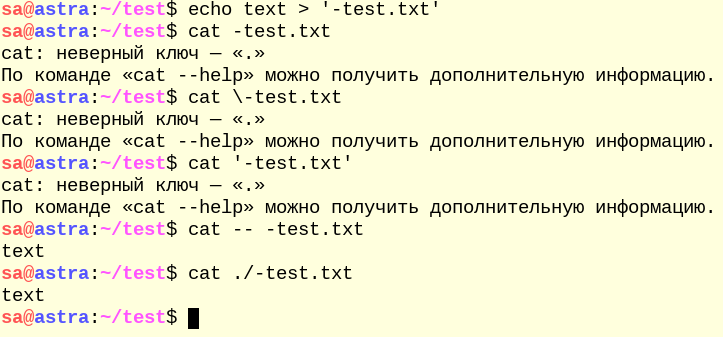 sa@astra:~/test$ echo text > '-test.txt'
sa@astra:~/test$ cat -test.txt
cat: неверный ключ — «.»
По команде «cat --help» можно получить дополнительную информацию.
sa@astra:~/test$ cat \-test.txt
cat: неверный ключ — «.»
По команде «cat --help» можно получить дополнительную информацию.
sa@astra:~/test$ cat '-test.txt'
cat: неверный ключ — «.»
По команде «cat --help» можно получить дополнительную информацию.
sa@astra:~/test$ cat -- -test.txt
text
sa@astra:~/test$ cat ./-test.txt
text
sa@astra:~/test$